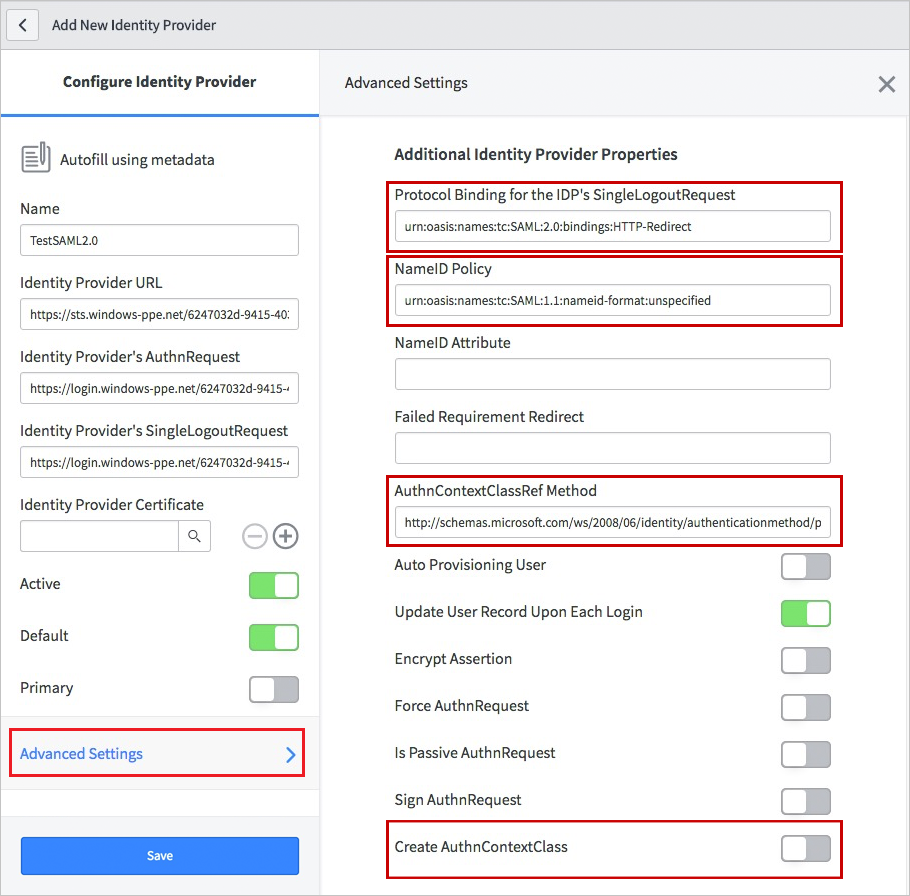 Add New Identity Provider
Configure Identity Provider
Autofill using metadata
Name
TestSAML2.0
Identity Provider URL
https://sts.windows-ppe.net/6247032d-9415-403
Identity Provider's AuthnRequest
https://login.windows-ppe.net/6247032d-9415-4
Identity Provider's SingleLogoutRequest
https://login.windows-ppe.net/6247032d-9415-4
Identity Provider Certificate
Active
Default
Primary
Advanced Settings
Save
Advanced Settings
Additional Identity Provider Properties
Protocol Binding for the IDP's SingleLogoutRequest
urn:oasis:names:tc:SAML:2.0:bindings:HTTP-Redirect
NameID Policy
urn:oasis:names:tc:SAML:1.1:nameid-format:unspecified
NameID Attribute
Failed Requirement Redirect
AuthnContextClassRef Method
http://schemas.microsoft.com/ws/2008/06/identity/authenticationmethod/p
Auto Provisioning User
Update User Record Upon Each Login
Encrypt Assertion
Force AuthnRequest
Is Passive AuthnRequest
Sign AuthnRequest
Create AuthnContextClass